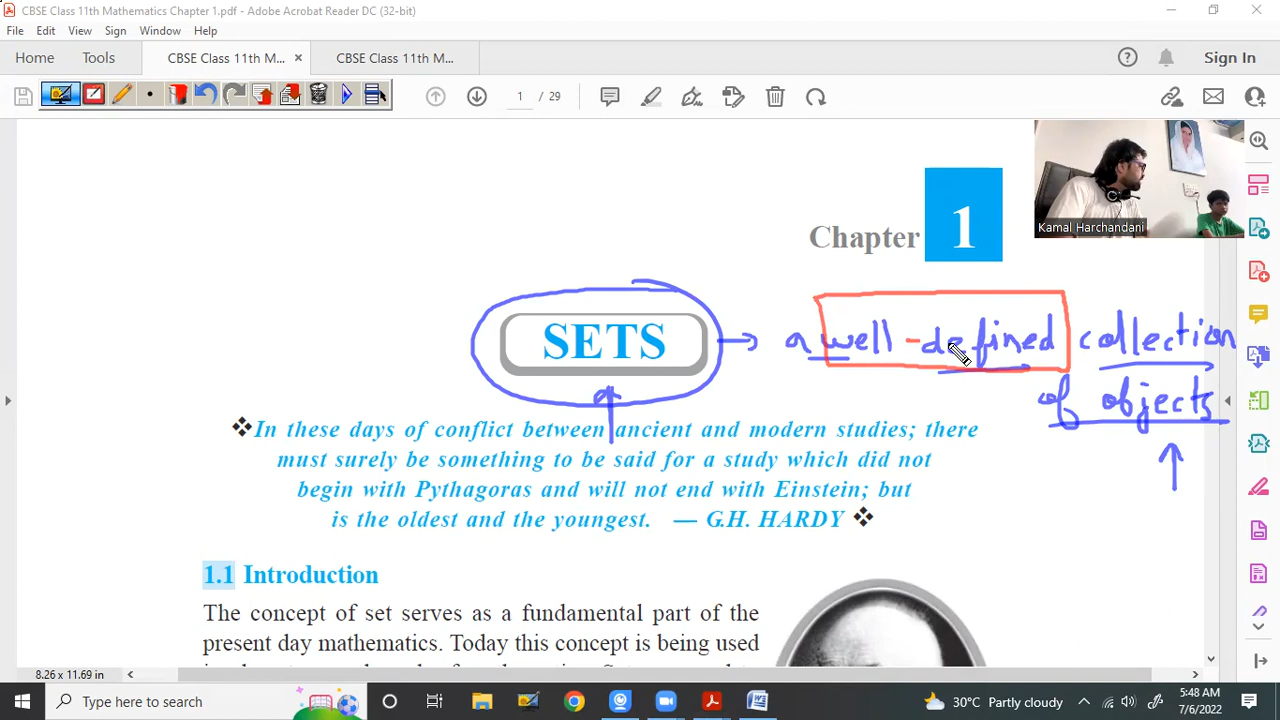 CBSE Class 11th Mathematics Chapter 1.pdf - Adobe Acrobat Reader DC (32-bit)
File Edit View Sign Window Help
Home Tools CBSE Class 11th M... × CBSE Class 11th M... Sign In
1 / 29
Kamal Harchandani
Chapter 1
SETS → a well-defined collection
of objects
❖In these days of conflict between ancient and modern studies; there
must surely be something to be said for a study which did not
begin with Pythagoras and will not end with Einstein; but
is the oldest and the youngest. — G.H. HARDY ❖
1.1 Introduction
The concept of set serves as a fundamental part of the
present day mathematics. Today this concept is being used
8.26 x 11.69 in
Type here to search
30°C Partly cloudy
5:48 AM
7/6/2022